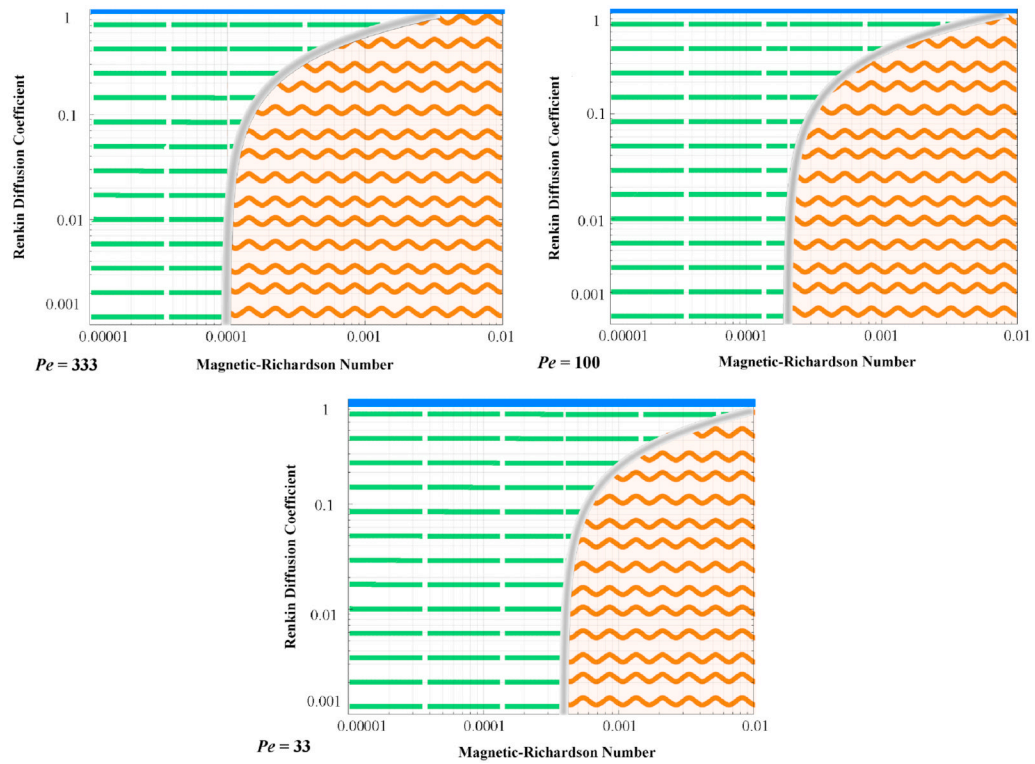 Renkin Diffusion Coefficient
1
0.1
0.01
0.001
0.00001 0.0001 0.001 0.01
Pe = 333 Magnetic-Richardson Number
Renkin Diffusion Coefficient
1
0.1
0.01
0.001
0.00001 0.0001 0.001 0.01
Pe = 100 Magnetic-Richardson Number
Renkin Diffusion Coefficient
1
0.1
0.01
0.001
0.00001 0.0001 0.001 0.01
Pe = 33 Magnetic-Richardson Number